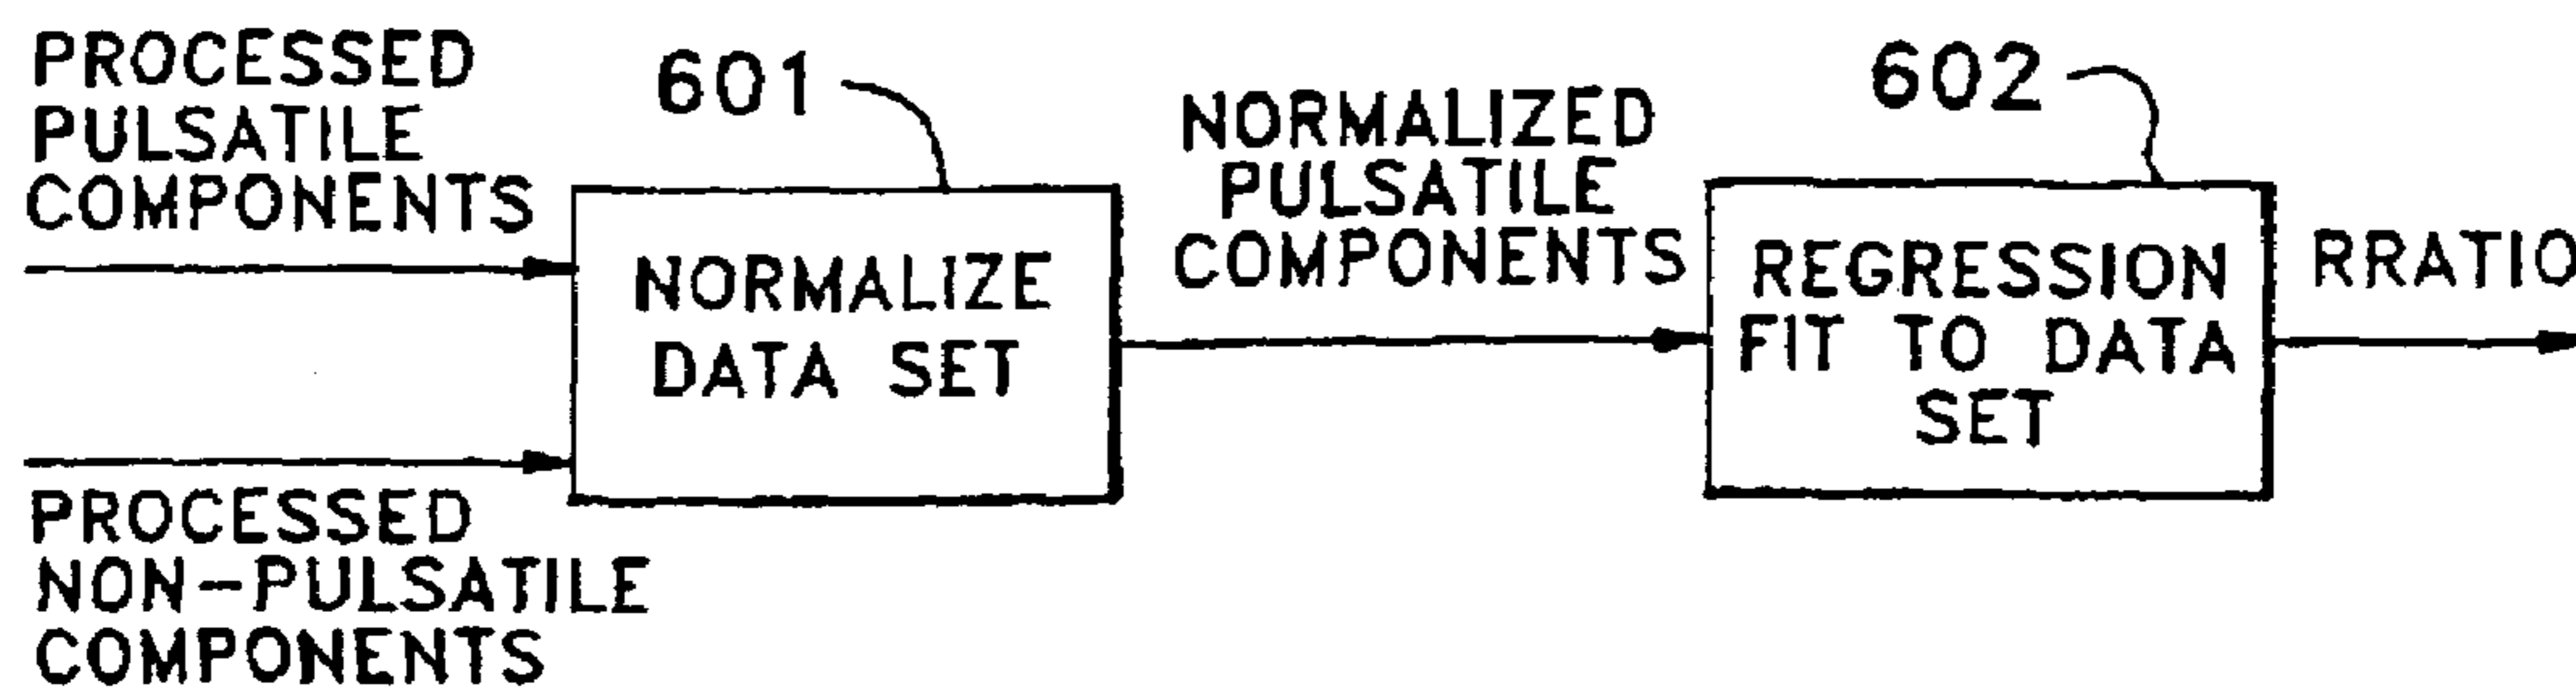 PROCESSED
PULSATILE
COMPONENTS
601
NORMALIZE
DATA SET
PROCESSED
NON-PULSATILE
COMPONENTS
NORMALIZED
PULSATILE
COMPONENTS
602
REGRESSION
FIT TO DATA
SET
RRATIO